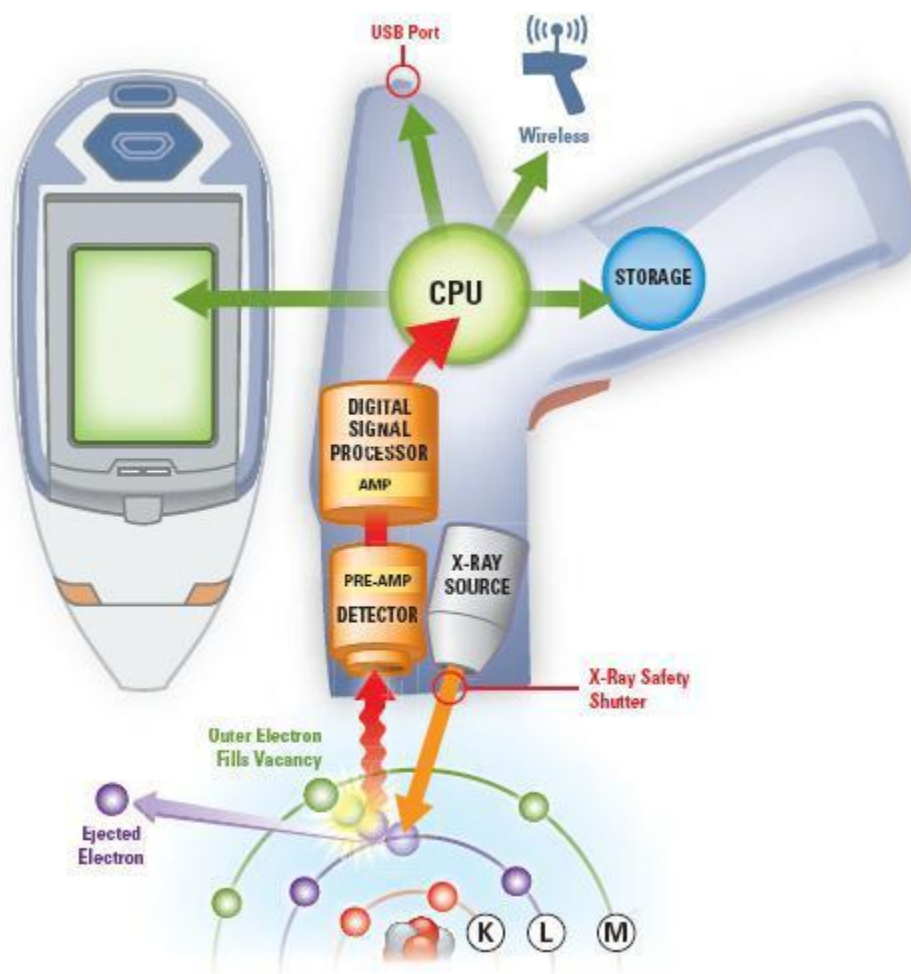 USB Port
Wireless
CPU
STORAGE
DIGITAL
SIGNAL
PROCESSOR
AMP
PRE-AMP
DETECTOR
X-RAY
SOURCE
X-Ray Safety
Shutter
Outer Electron
Fills Vacancy
Ejected
Electron
K
L
M